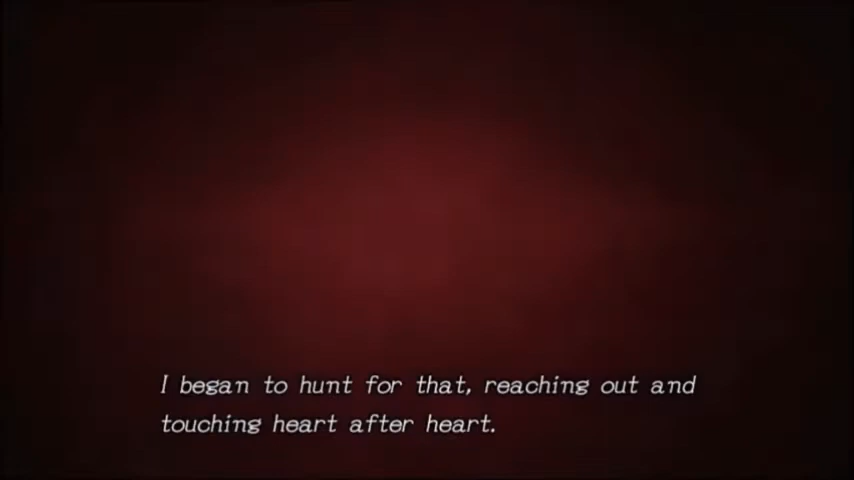 I began to hunt for that, reaching out and
touching heart after heart.